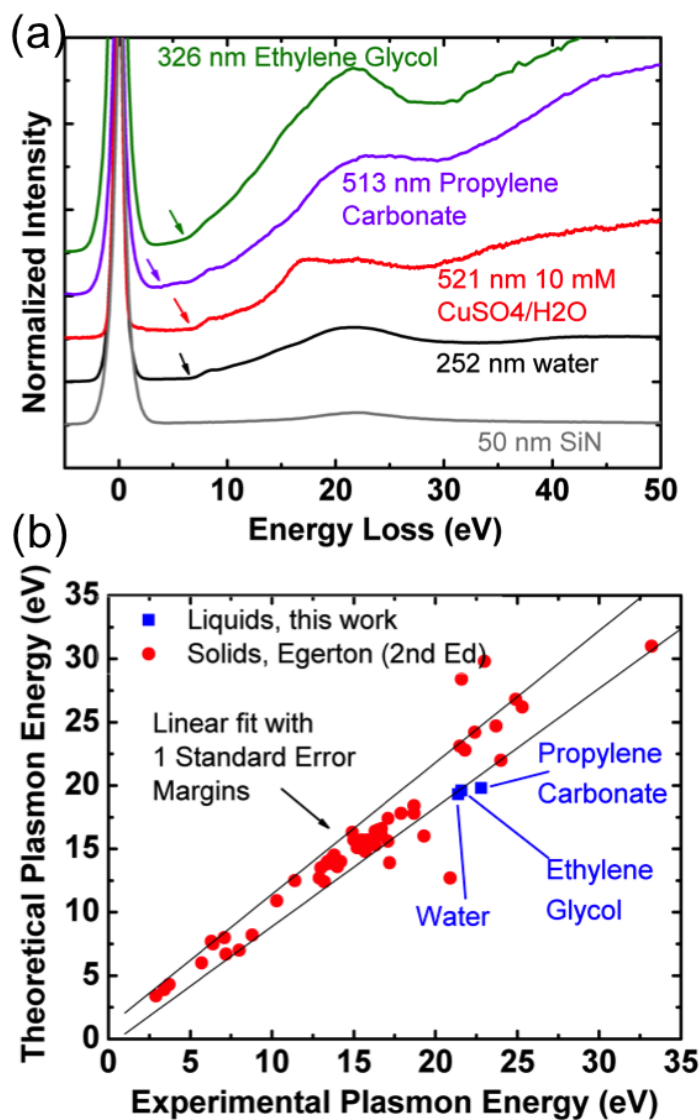 (a)
326 nm Ethylene Glycol
513 nm Propylene
Carbonate
521 nm 10 mM
CuSO4/H2O
252 nm water
50 nm SiN
Normalized Intensity
0 10 20 30 40 50
Energy Loss (eV)
(b)
35
30
25
20
15
10
5
0
Theoretical Plasmon Energy (eV)
Liquids, this work
Solids, Egerton (2nd Ed)
Linear fit with
1 Standard Error
Margins
Propylene
Carbonate
Ethylene
Glycol
Water
0 5 10 15 20 25 30 35
Experimental Plasmon Energy (eV)